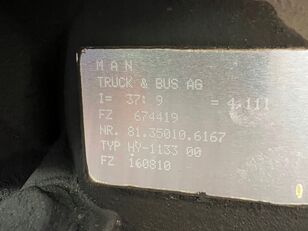 MAN
TRUCK & BUS AG
I= 37: 9 = 4.111
FZ 674419
NR. 81.35010.6167
TYP HY-1133 00
FZ 160810